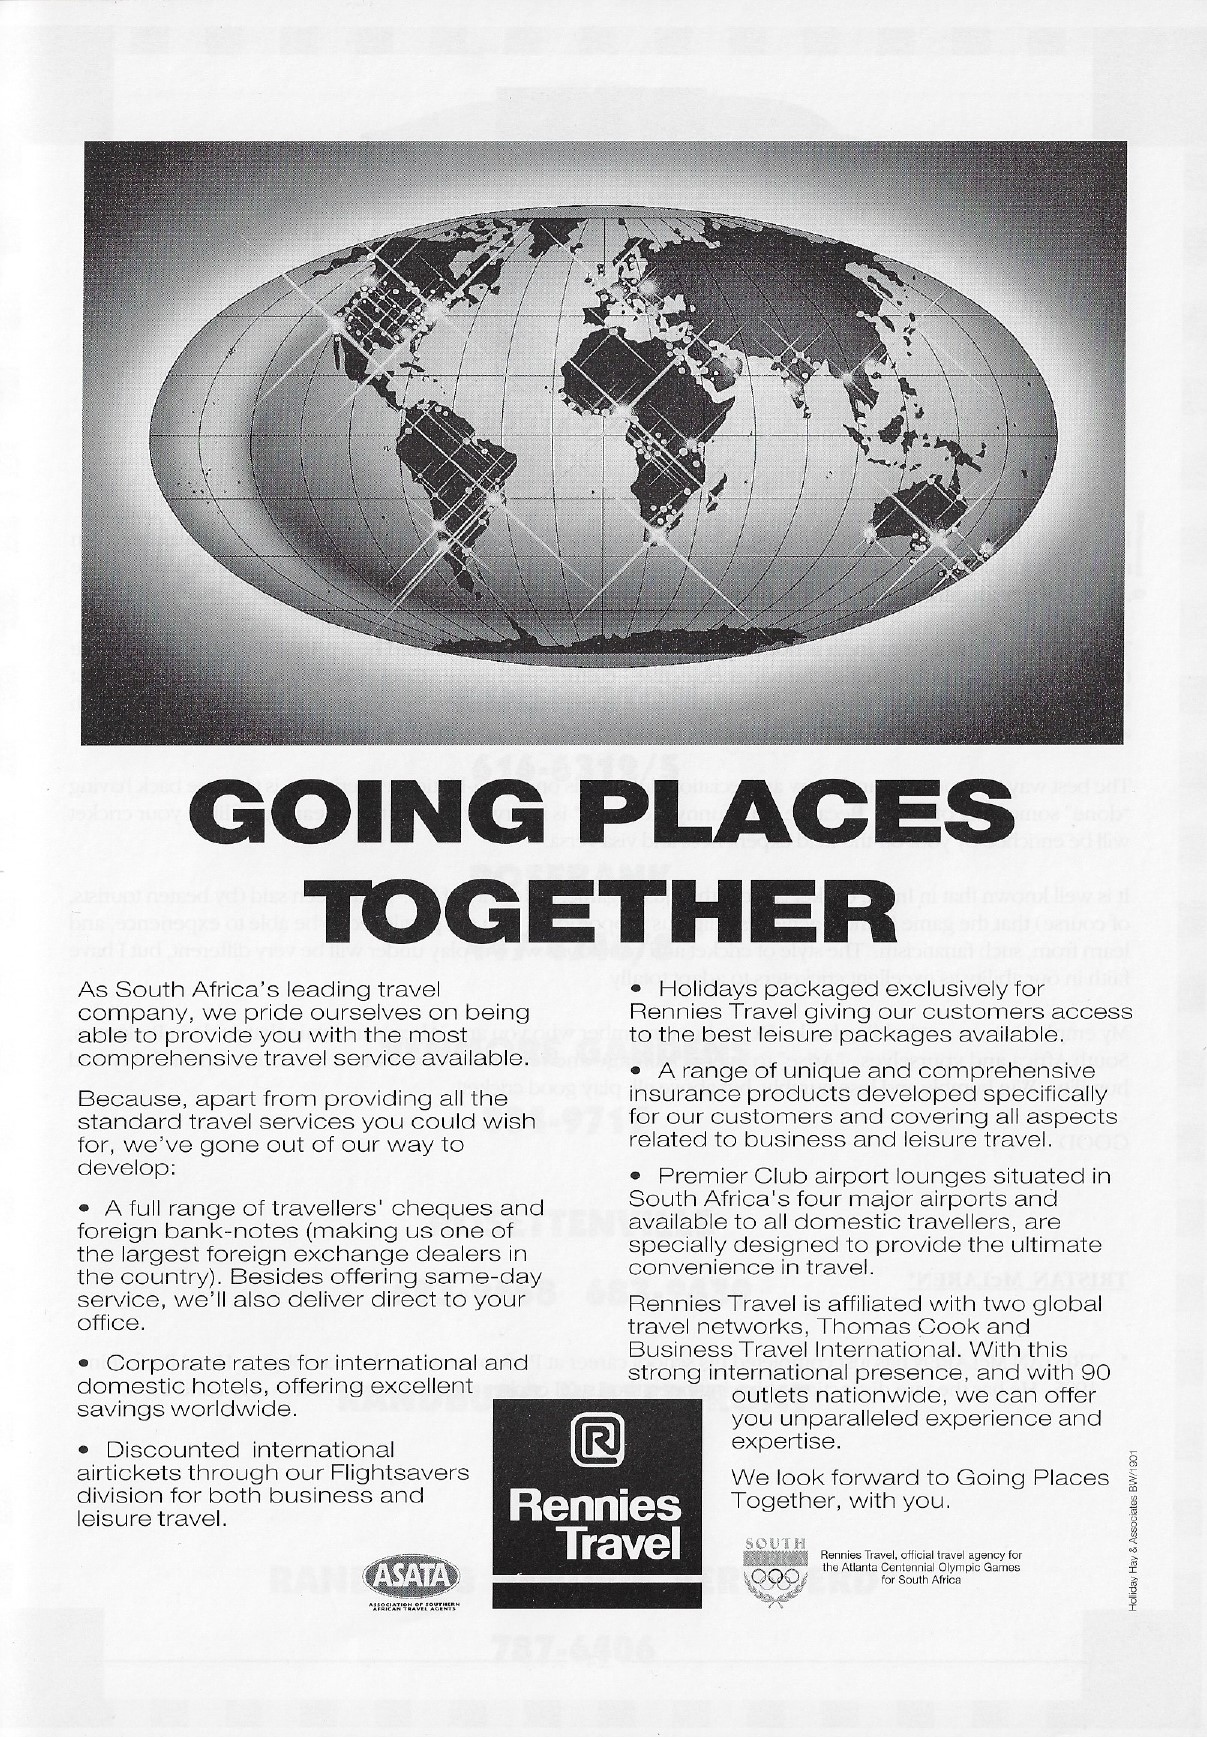 GOING PLACES
TOGETHER
As South Africa's leading travel
company, we pride ourselves on being
able to provide you with the most
comprehensive travel service available.
Because, apart from providing all the
standard travel services you could wish
for, we've gone out of our way to
develop:
• A full range of travellers' cheques and
foreign bank-notes (making us one of
the largest foreign exchange dealers in
the country). Besides offering same-day
service, we'll also deliver direct to your
office.
• Corporate rates for international and
domestic hotels, offering excellent
savings worldwide.
• Discounted international
airtickets through our Flightsavers
division for both business and
leisure travel.
• Holidays packaged exclusively for
Rennies Travel giving our customers access
to the best leisure packages available.
• A range of unique and comprehensive
insurance products developed specifically
for our customers and covering all aspects
related to business and leisure travel.
• Premier Club airport lounges situated in
South Africa's four major airports and
available to all domestic travellers, are
specially designed to provide the ultimate
convenience in travel.
Rennies Travel is affiliated with two global
travel networks, Thomas Cook and
Business Travel International. With this
strong international presence, and with 90
outlets nationwide, we can offer
you unparalleled experience and
expertise.
We look forward to Going Places
Together, with you.
ASATA
ASSOCIATION OF SOUTHERN
AFRICAN TRAVEL AGENTS
R
Rennies
Travel
SOUTH
Rennies Travel, official travel agency for
the Atlanta Centennial Olympic Games
for South Africa
Holiday Hay & Associates BW/1901